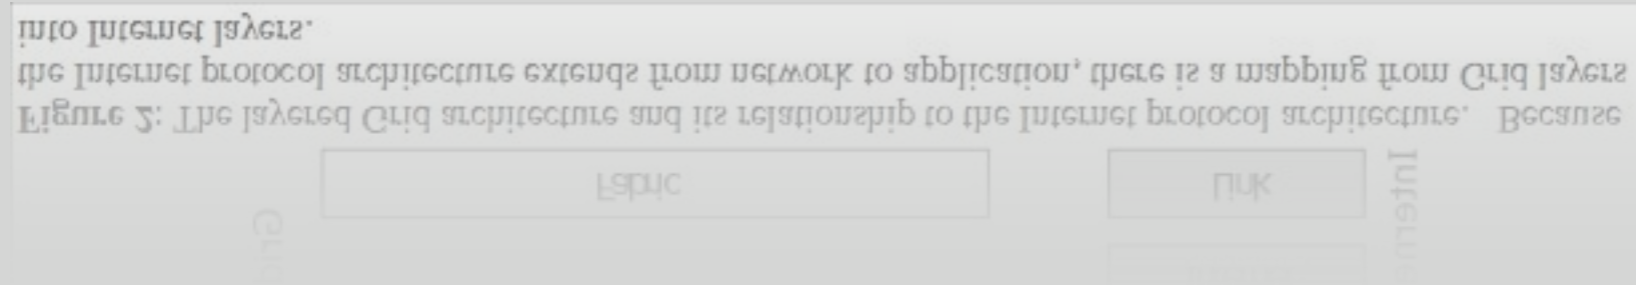 Figure 2: The layered Grid architecture and its relationship to the Internet protocol architecture. Because
the Internet protocol architecture extends from network to application, there is a mapping from Grid layers
into Internet layers.
Fabric
Link